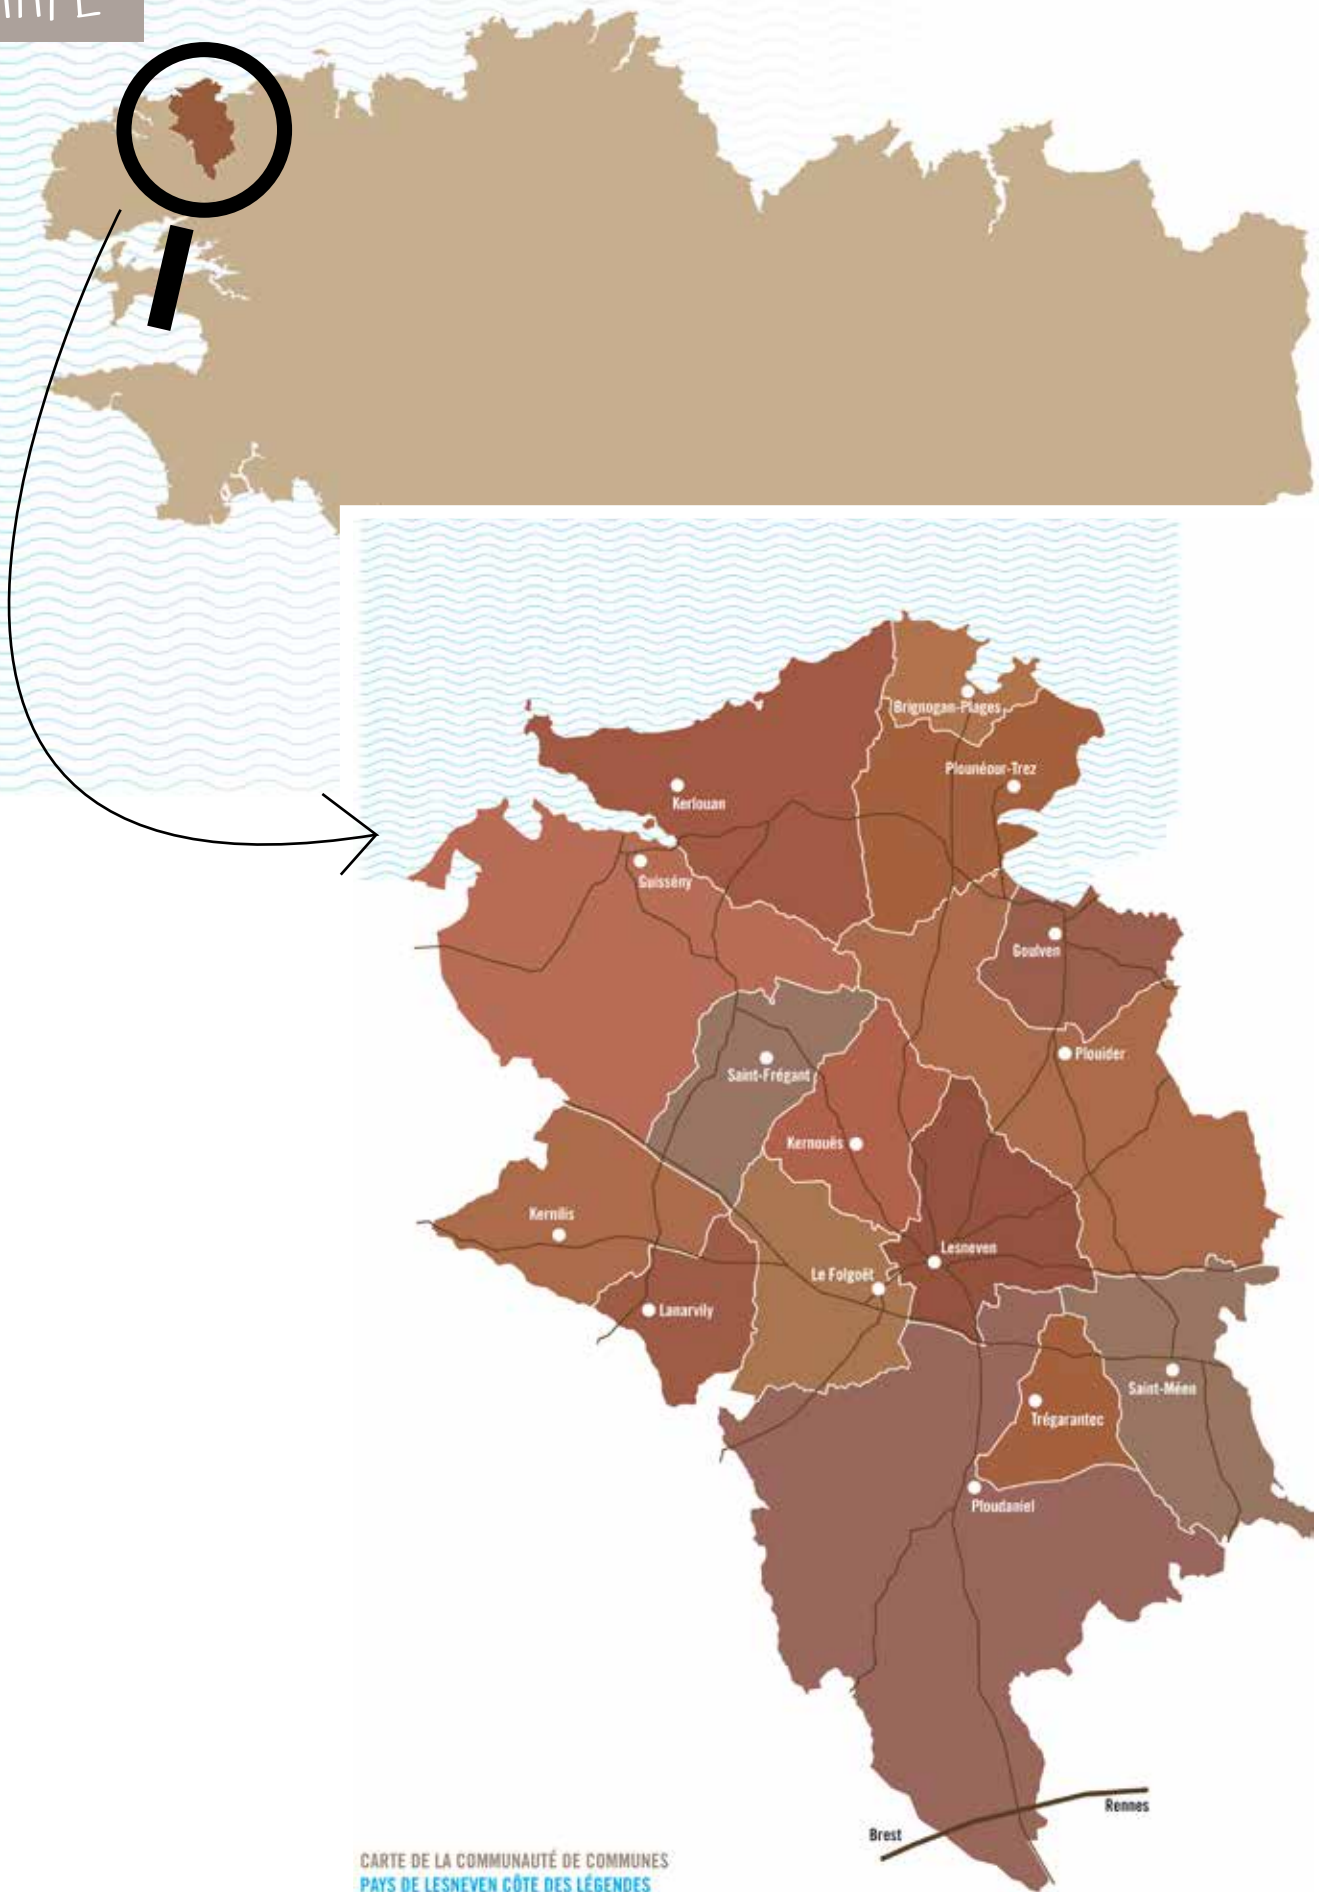 Brignogan-Plages
Plounéour-Trez
Kerlouan
Guissény
Goulven
Plouider
Saint-Frégant
Kernouës
Kernilis
Lesneven
Le Folgoët
Lanarvily
Saint-Méen
Trégarantec
Ploudaniel
Rennes
Brest
CARTE DE LA COMMUNAUTÉ DE COMMUNES
PAYS DE LESNEVEN CÔTE DES LÉGENDES